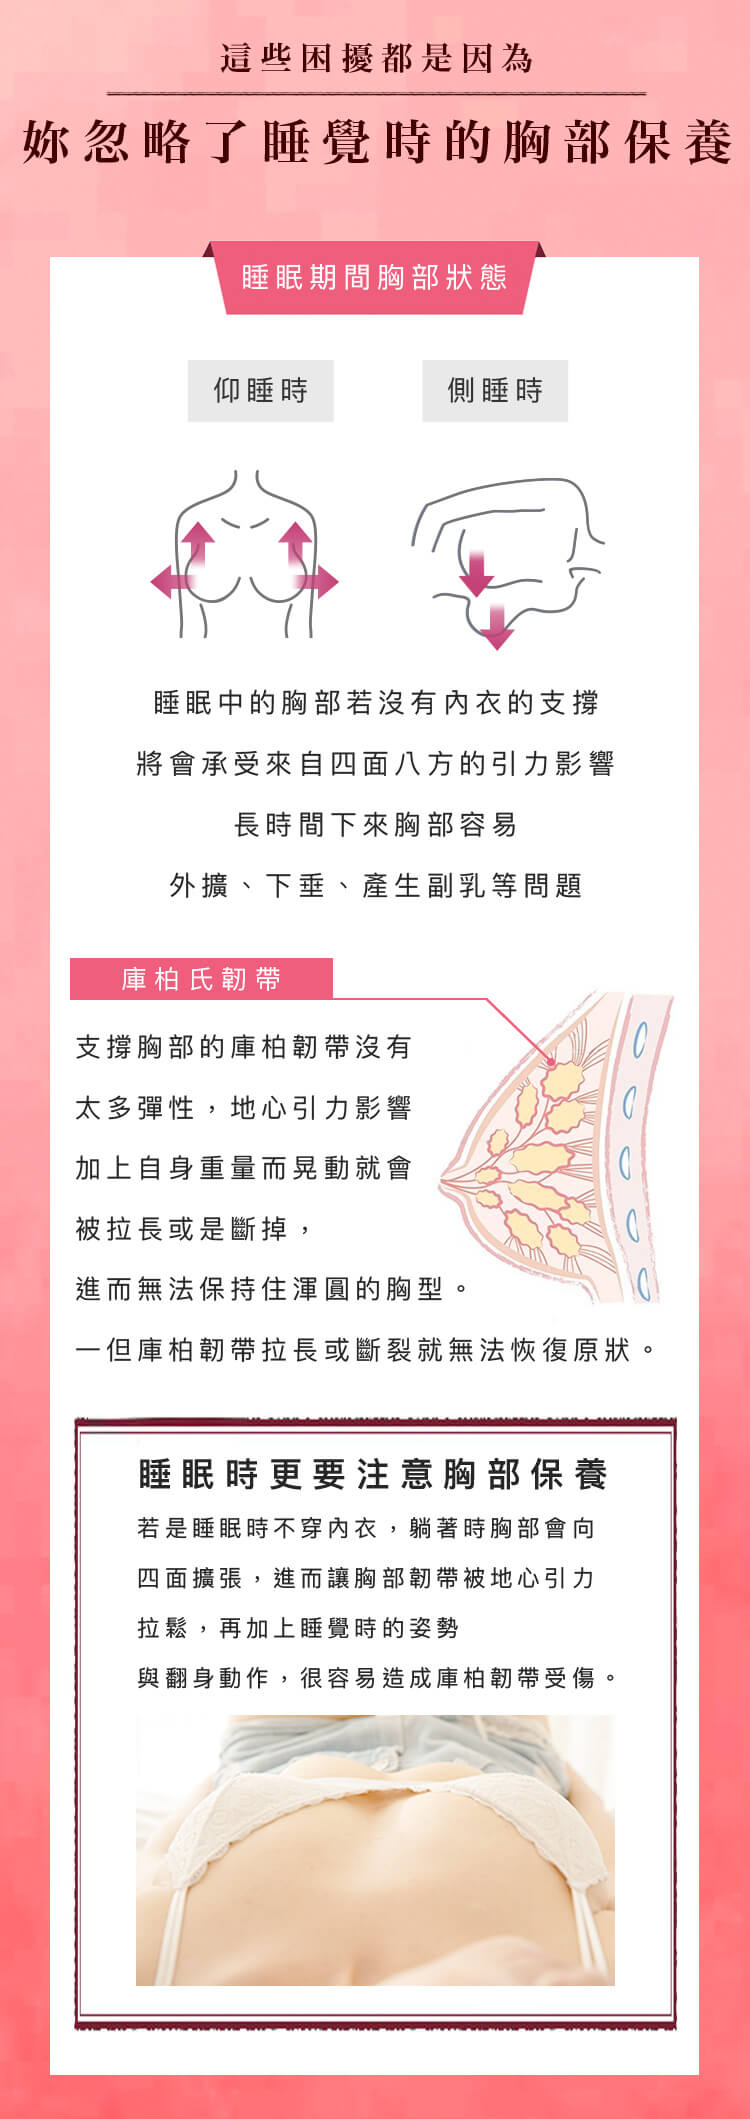 這些困擾都是因為
妳忽略了睡覺時的胸部保養
睡眠期間胸部狀態
仰睡時
側睡時
睡眠中的胸部若沒有內衣的支撐
將會承受來自四面八方的引力影響
長時間下來胸部容易
外擴、下垂、產生副乳等問題
庫柏氏韌帶
支撐胸部的庫柏韌帶沒有
太多彈性，地心引力影響
加上自身重量而晃動就會
被拉長或是斷掉，
進而無法保持住渾圓的胸型。
一但庫柏韌帶拉長或斷裂就無法恢復原狀。
睡眠時更要注意胸部保養
若是睡眠時不穿內衣，躺著時胸部會向
四面擴張，進而讓胸部韌帶被地心引力
拉鬆，再加上睡覺時的姿勢
與翻身動作，很容易造成庫柏韌帶受傷。